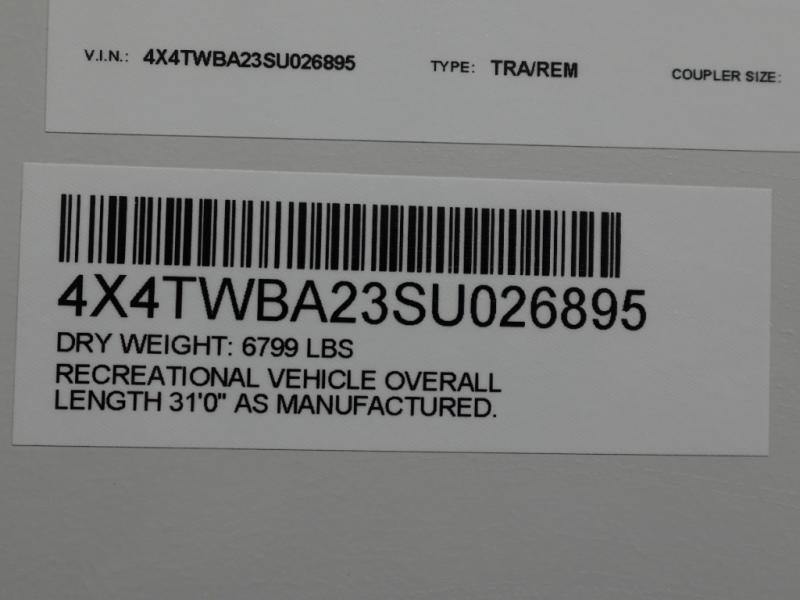 V.I.N.: 4X4TWBA23SU026895 TYPE: TRA/REM COUPLER SIZE:
4X4TWBA23SU026895
DRY WEIGHT: 6799 LBS
RECREATIONAL VEHICLE OVERALL
LENGTH 31'0" AS MANUFACTURED.